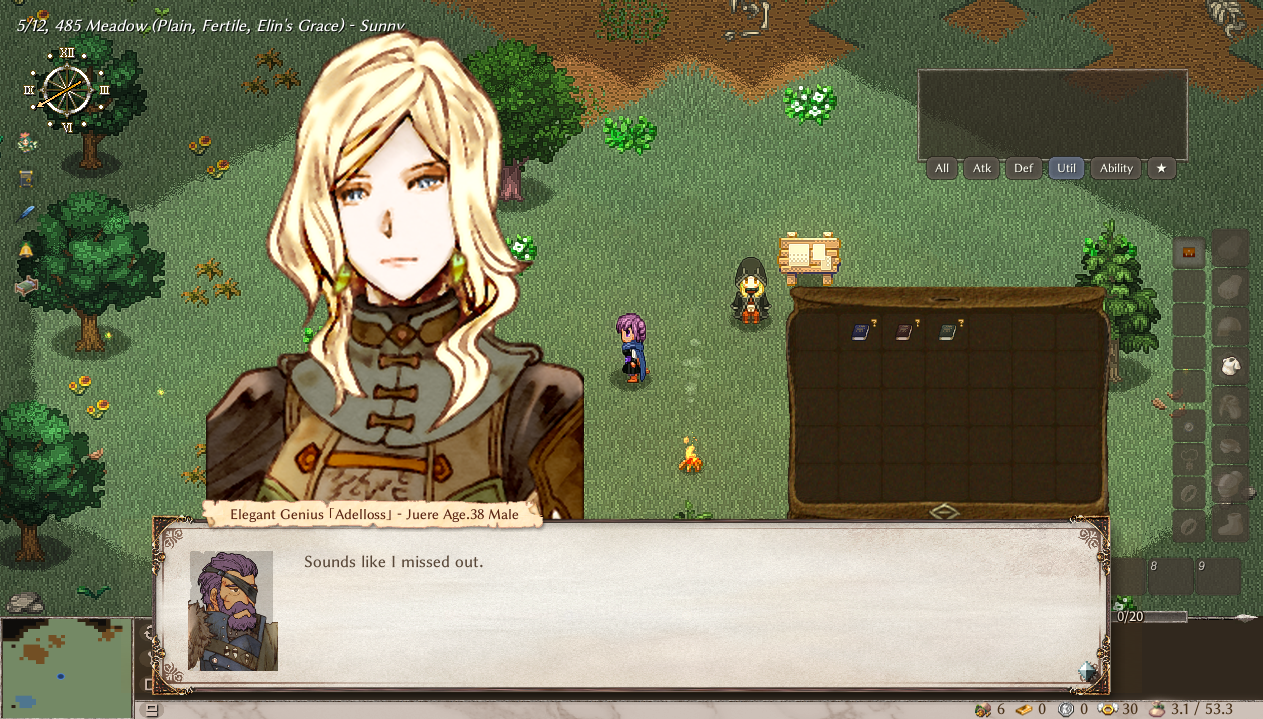 5/12, 485 Meadow (Plain, Fertile, Elin's Grace) - Sunny
XII
IX
III
VI
All
Atk
Def
Util
Ability
★
?
?
?
Elegant Genius「Adelloss」- Juere Age.38 Male
Sounds like I missed out.
8
9
0/20
6
0
0
30
3.1 / 53.3